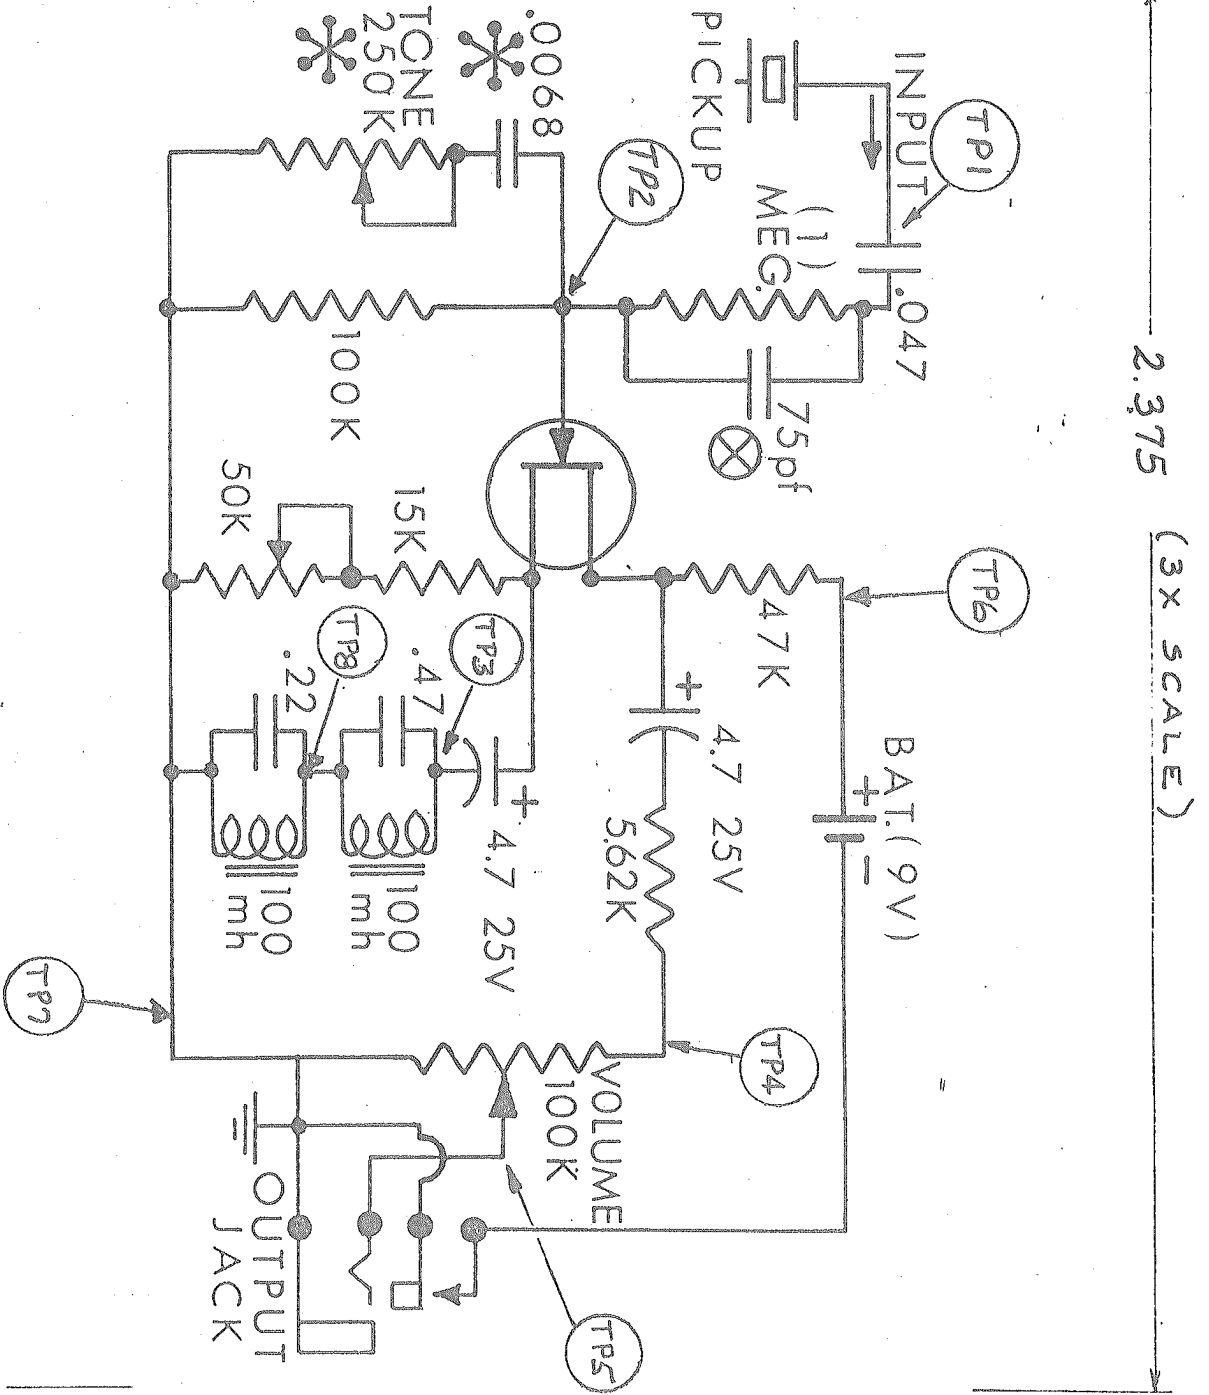 2.375 (3X SCALE)
INPUT
TP1
PICKUP
.047
(1)
MEG.
75pf
TP2
.0068
TCNE
250K
100K
50K
15K
TP6
47K
BAT. (9V)
+
−
+
4.7 25V
5.62K
TP3
.47
TP8
.22
+
4.7 25V
100
mh
100
mh
TP4
VOLUME
100K
TP5
TP7
OUTPUT
JACK